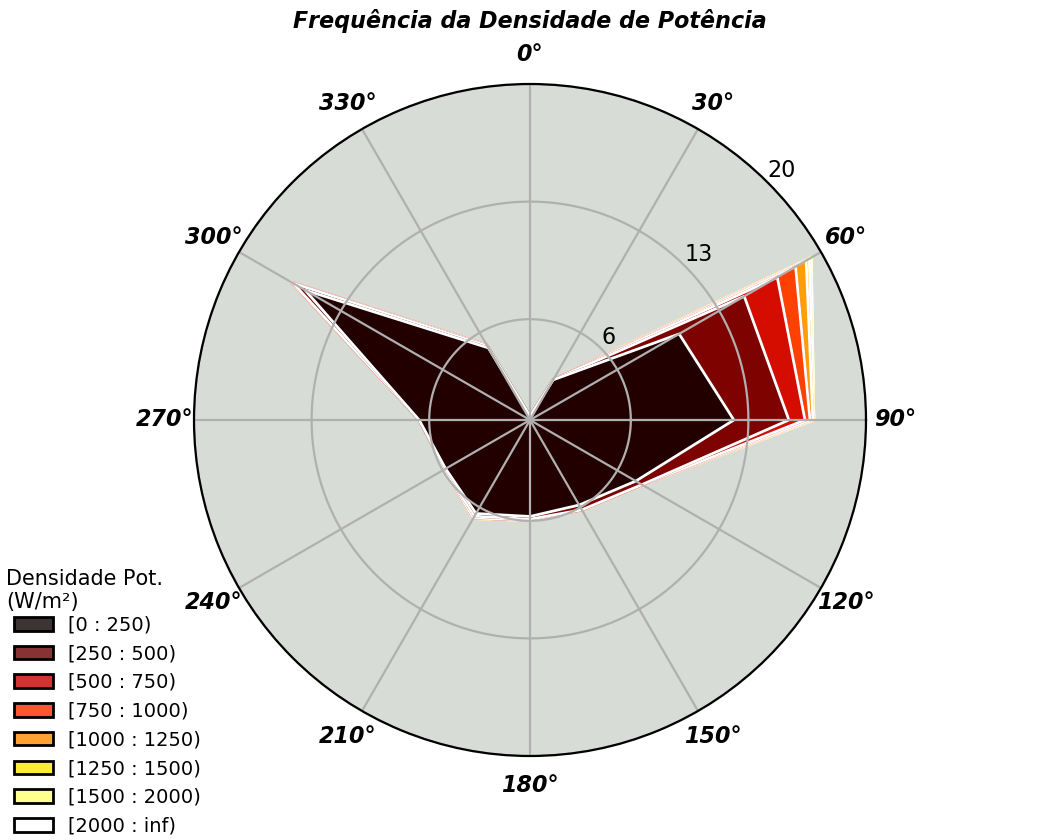 Frequência da Densidade de Potência
0°
330°
30°
20
300°
60°
13
6
270°
90°
240°
120°
210°
150°
180°
Densidade Pot.
(W/m²)
[0 : 250)
[250 : 500)
[500 : 750)
[750 : 1000)
[1000 : 1250)
[1250 : 1500)
[1500 : 2000)
[2000 : inf)